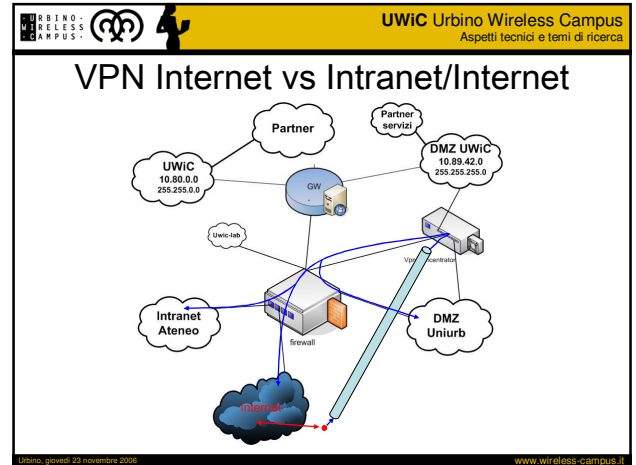 ·URBINO·
WIRELESS
·CAMPUS·
UWiC Urbino Wireless Campus
Aspetti tecnici e temi di ricerca
VPN Internet vs Intranet/Internet
Partner
Partner
servizi
UWiC
10.80.0.0
255.255.0.0
DMZ UWiC
10.89.42.0
255.255.255.0
GW
Uwic-lab
Intranet
Ateneo
firewall
DMZ
Uniurb
Internet
Urbino, giovedì 23 novembre 2006
www.wireless-campus.it